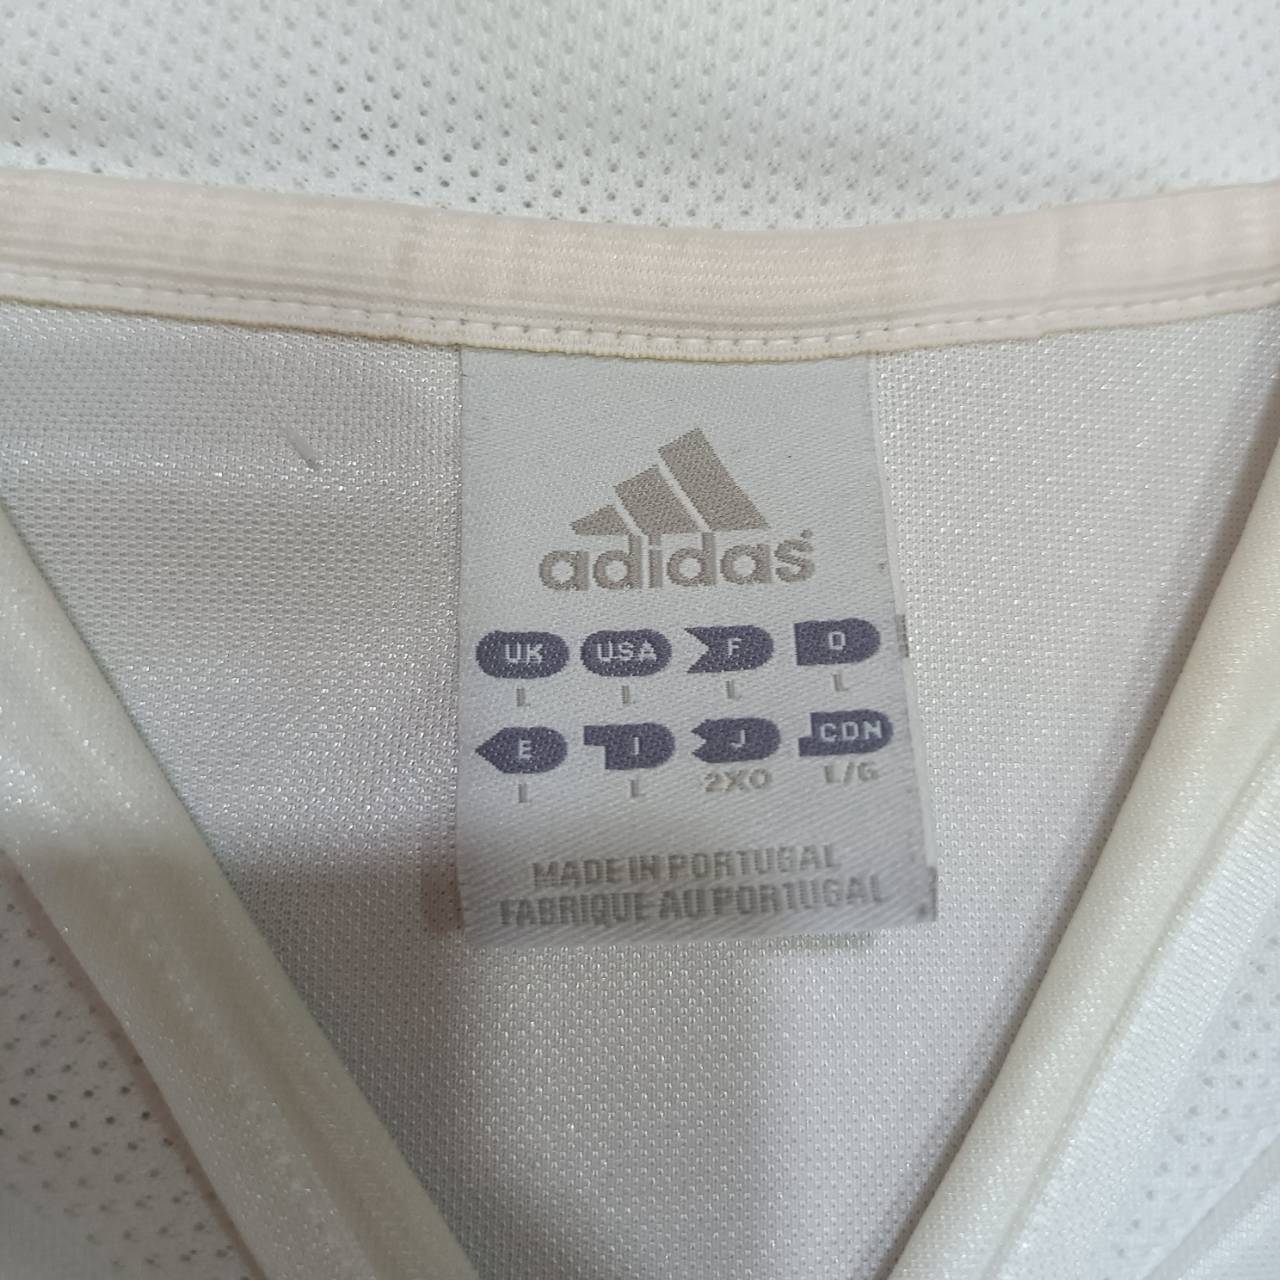 adidas®
UK USA F D
L L L L
E I J CDN
L L 2XO L/G
MADE IN PORTUGAL
FABRIQUE AU PORTUGAL